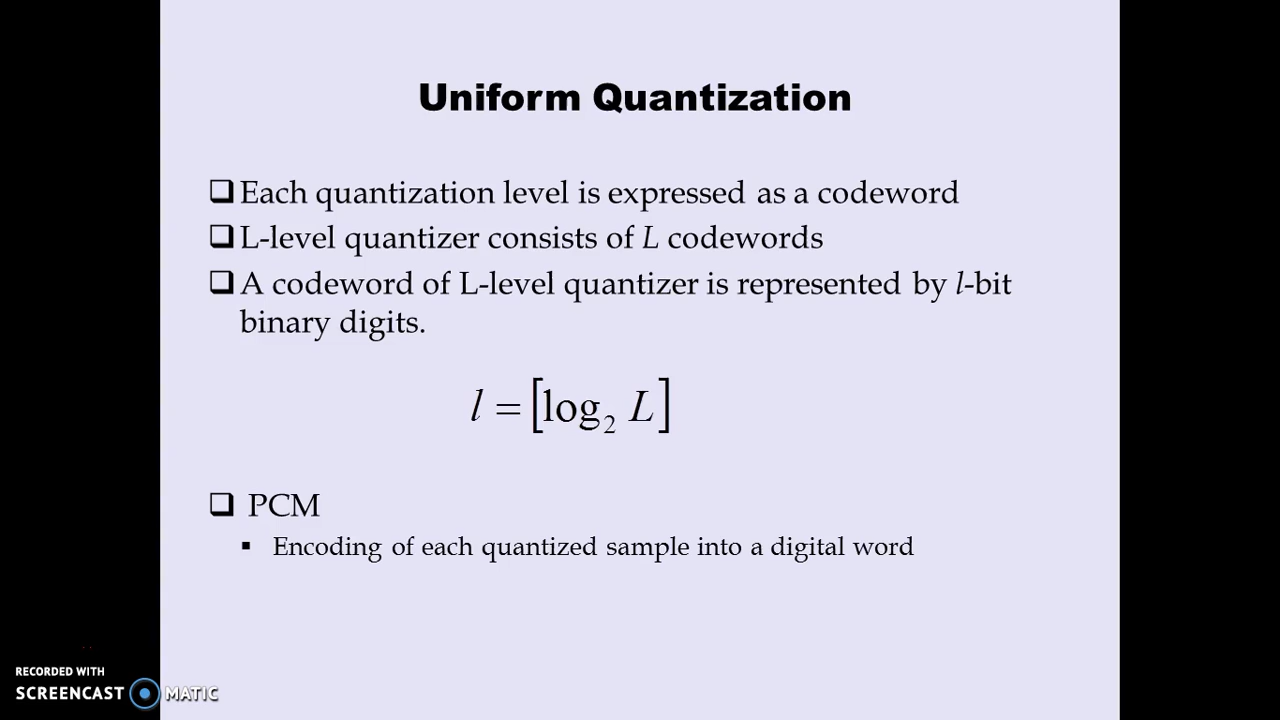 Uniform Quantization
❑Each quantization level is expressed as a codeword
❑L-level quantizer consists of L codewords
❑A codeword of L-level quantizer is represented by l-bit
binary digits.
l = [log₂ L]
❑ PCM
▪ Encoding of each quantized sample into a digital word
RECORDED WITH
SCREENCAST MATIC